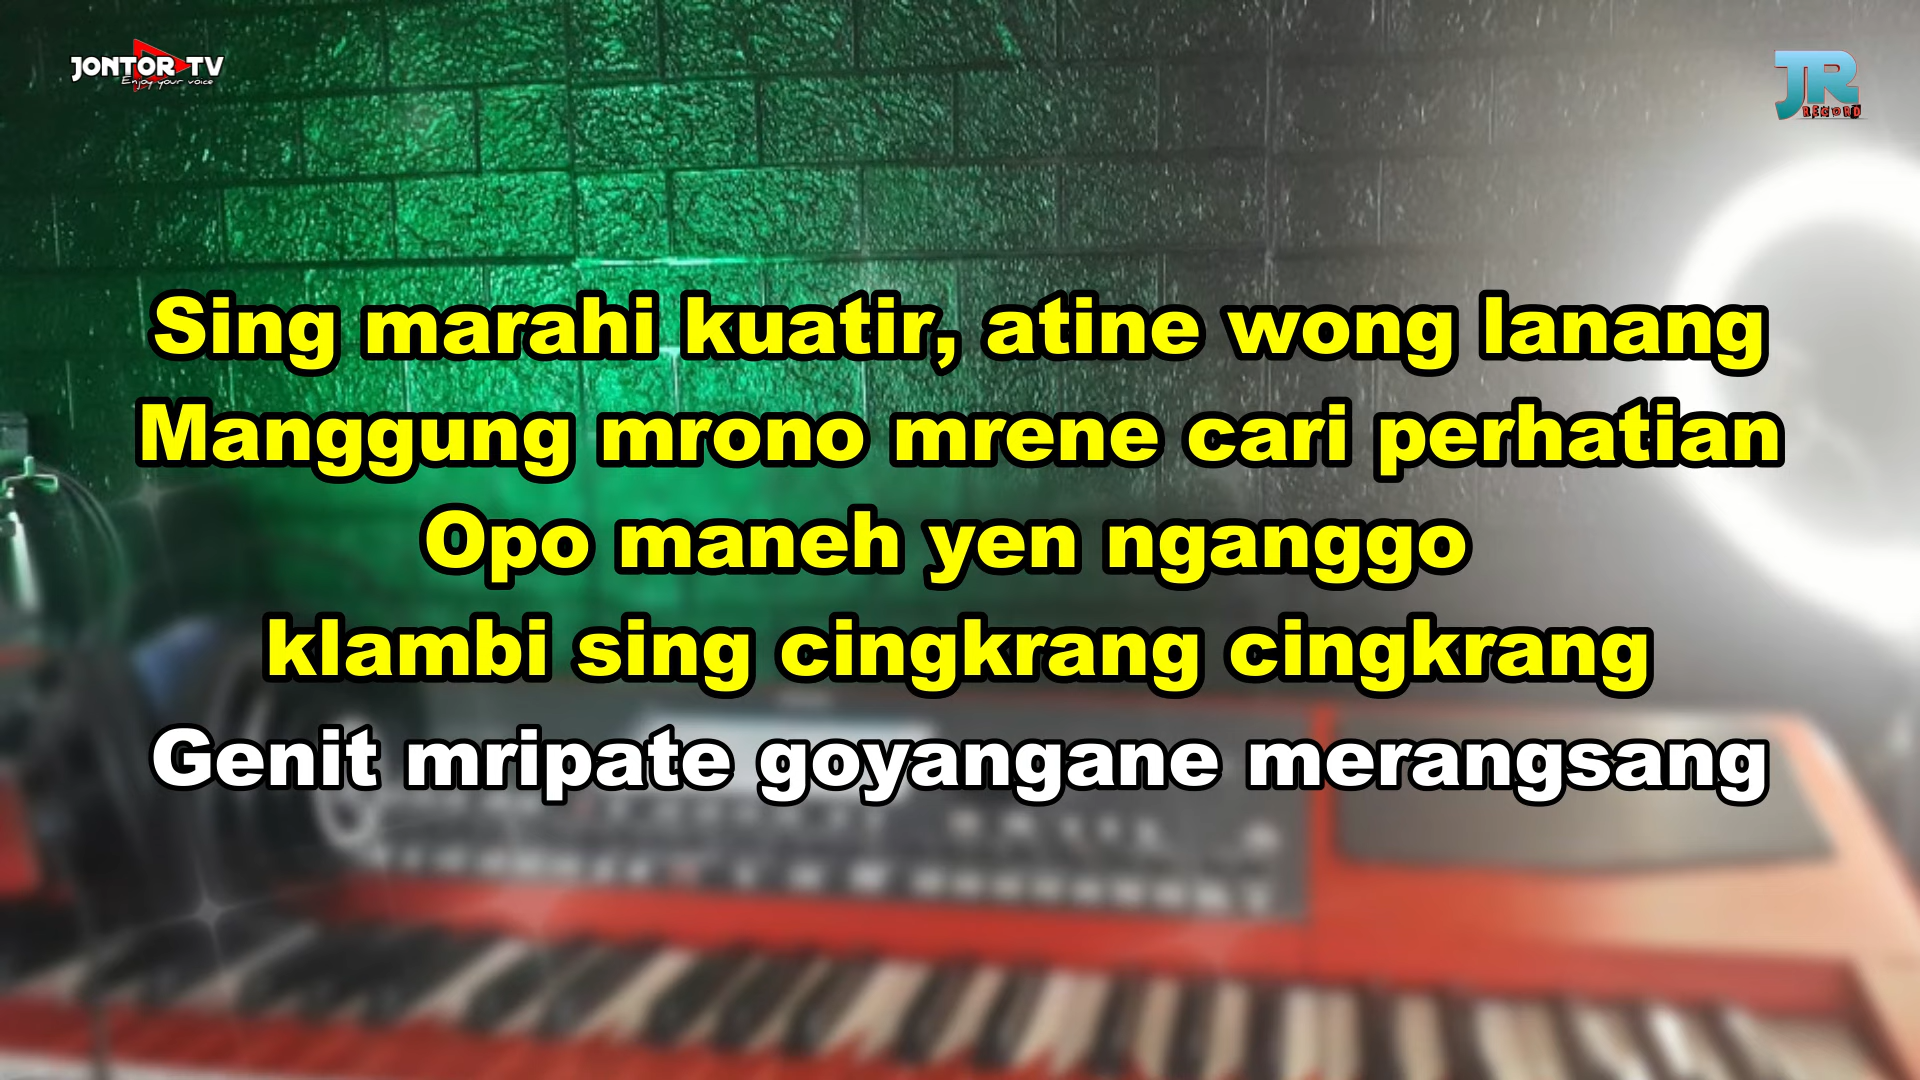 JONTOR TV
Enjoy your voice
JR
RECORD
Sing marahi kuatir, atine wong lanang
Manggung mrono mrene cari perhatian
Opo maneh yen nganggo
klambi sing cingkrang cingkrang
Genit mripate goyangane merangsang